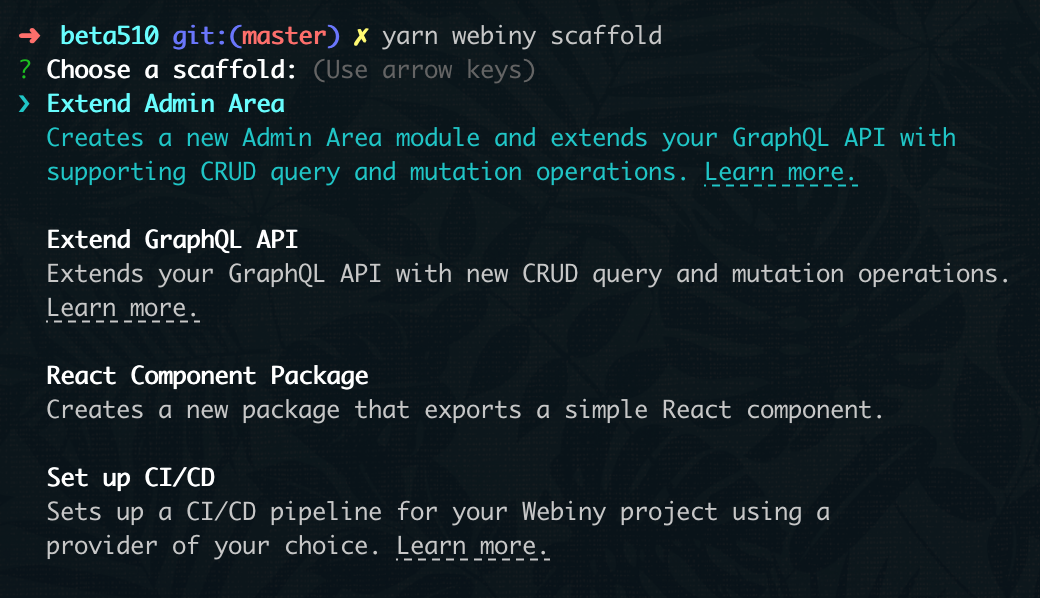 ➜ beta510 git:(master) ✗ yarn webiny scaffold
? Choose a scaffold: (Use arrow keys)
❯ Extend Admin Area
Creates a new Admin Area module and extends your GraphQL API with
supporting CRUD query and mutation operations. Learn more.
Extend GraphQL API
Extends your GraphQL API with new CRUD query and mutation operations.
Learn more.
React Component Package
Creates a new package that exports a simple React component.
Set up CI/CD
Sets up a CI/CD pipeline for your Webiny project using a
provider of your choice. Learn more.